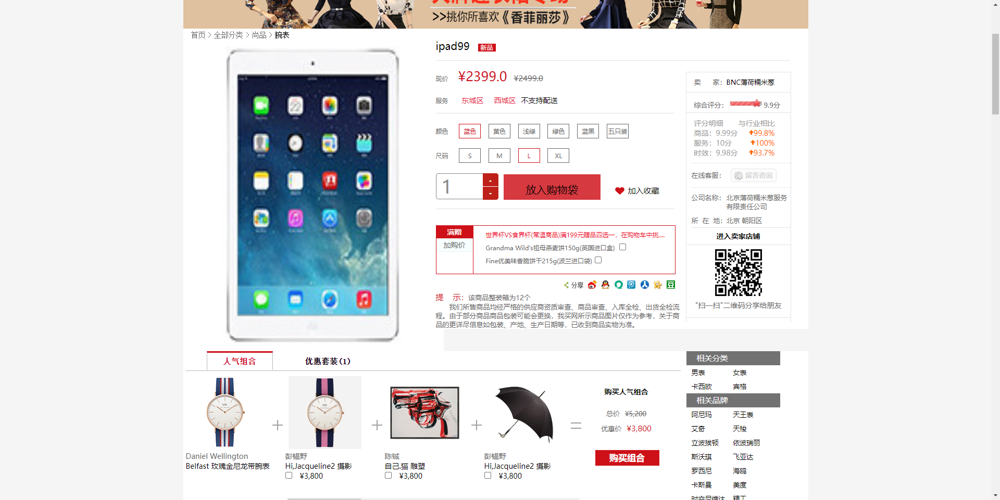 >>挑你所喜欢《香菲丽莎》
首页 > 全部分类 > 尚品 > 腕表
ipad99 新品
现价 ¥2399.0 ¥2499.0
服务 东城区 西城区 不支持配送
颜色 蓝色 黄色 浅绿 绿色 蓝黑 五只装
尺码 S M L XL
1 放入购物袋 加入收藏
满赠
加购价
世界杯VS食界杯(常温商品)满199元赠品四选一，在购物车中挑....
Grandma Wild's祖母燕麦饼150g(英国进口盒)
Fine优美味香脆饼干215g(波兰进口袋)
分享
提 示：该商品整装箱为12个
我们所售商品均经严格的供应商资质审查、商品审查、入库全检、出货全检流
程。由于部分商品商品包装可能会更换，我买网所示商品图片仅作为参考，关于商
品的更详尽信息如包装、产地、生产日期等，已收到商品实物为准。
卖 家：BNC薄荷糯米葱
综合评分： 9.9分
评分明细 与行业相比
商品：9.99分 99.8%
服务：10分 100%
时效：9.98分 93.7%
在线客服： 留言咨询
公司名称：北京薄荷糯米葱服务
有限责任公司
所 在 地：北京 朝阳区
进入卖家店铺
"扫一扫"二维码分享给朋友
人气组合 优惠套装(1)
Daniel Wellington
Belfast 玫瑰金尼龙带腕表
彭韫野
Hi,Jacqueline2 摄影
¥3,800
陈铖
自己.猫 雕塑
¥3,800
彭韫野
Hi,Jacqueline2 摄影
¥3,800
购买人气组合
总价 ¥5,200
优惠价 ¥3,800
购买组合
相关分类
男表 女表
卡西欧 宾格
相关品牌
阿尼玛 天王表
艾奇 天梭
立波挨顿 依波瑞丽
斯沃琪 飞亚达
罗西尼 海鸥
卡斯曼 美度